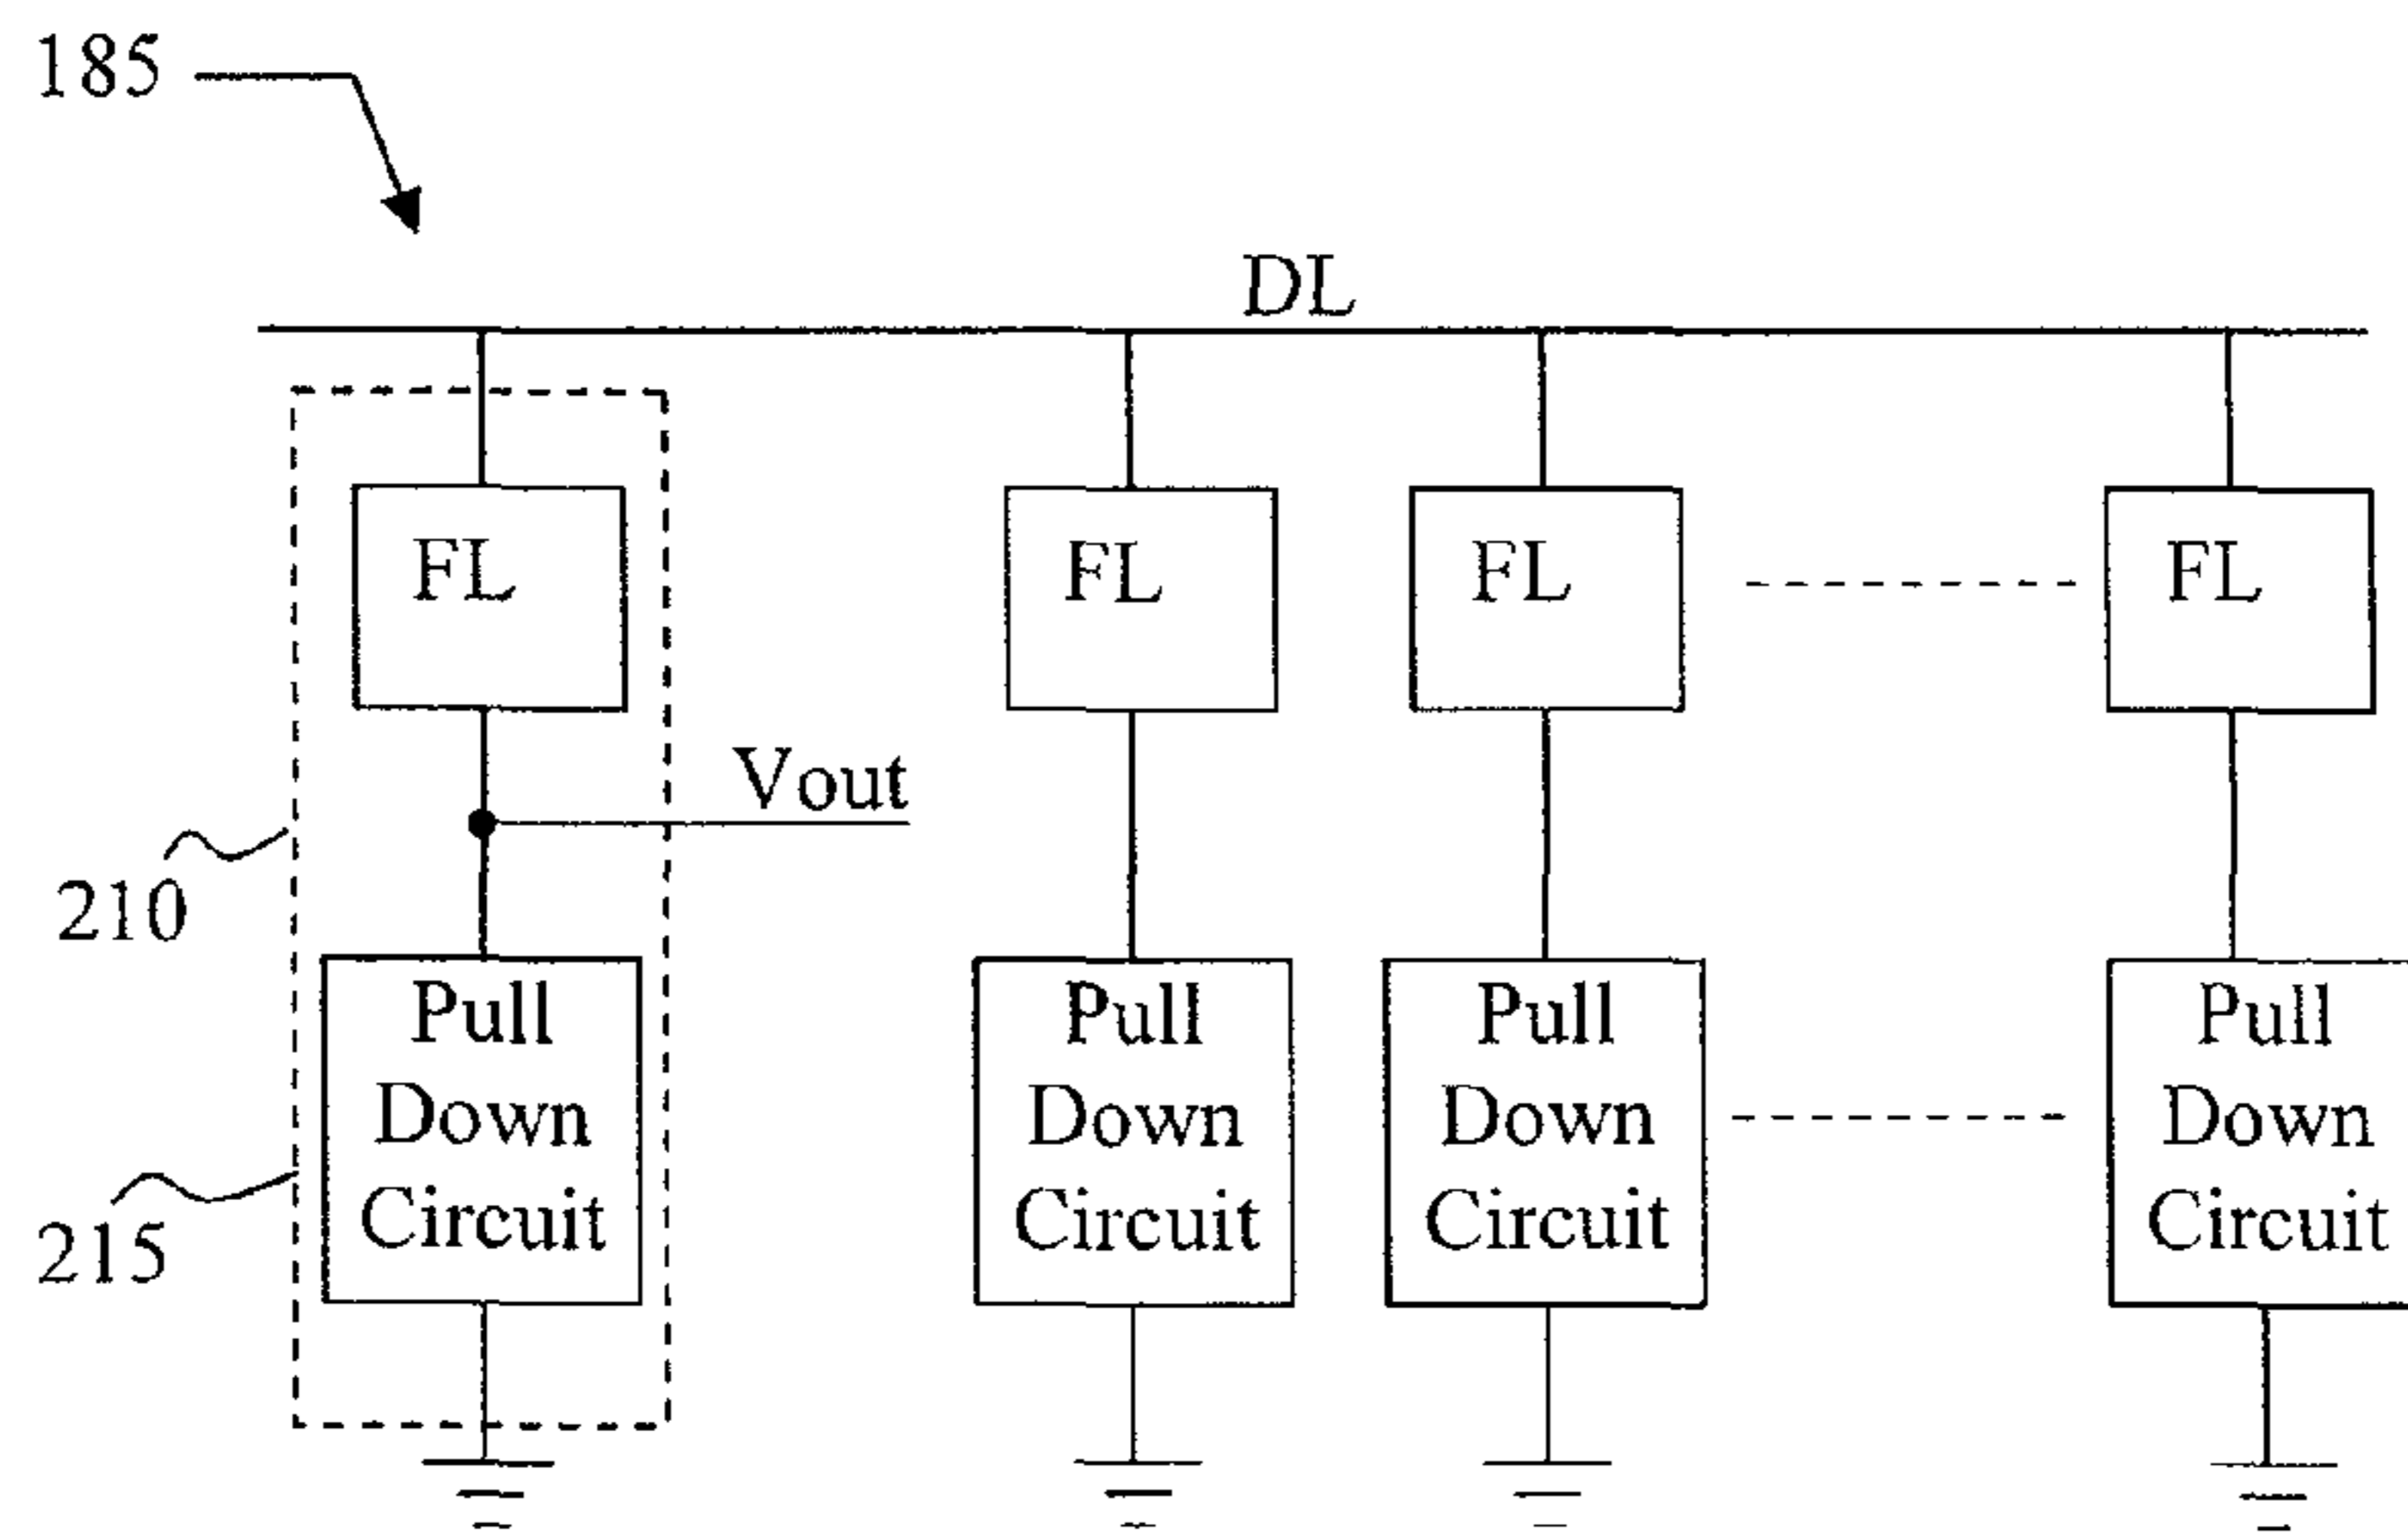 185
DL
FL
FL
FL
FL
Vout
210
Pull
Down
Circuit
Pull
Down
Circuit
Pull
Down
Circuit
Pull
Down
Circuit
215